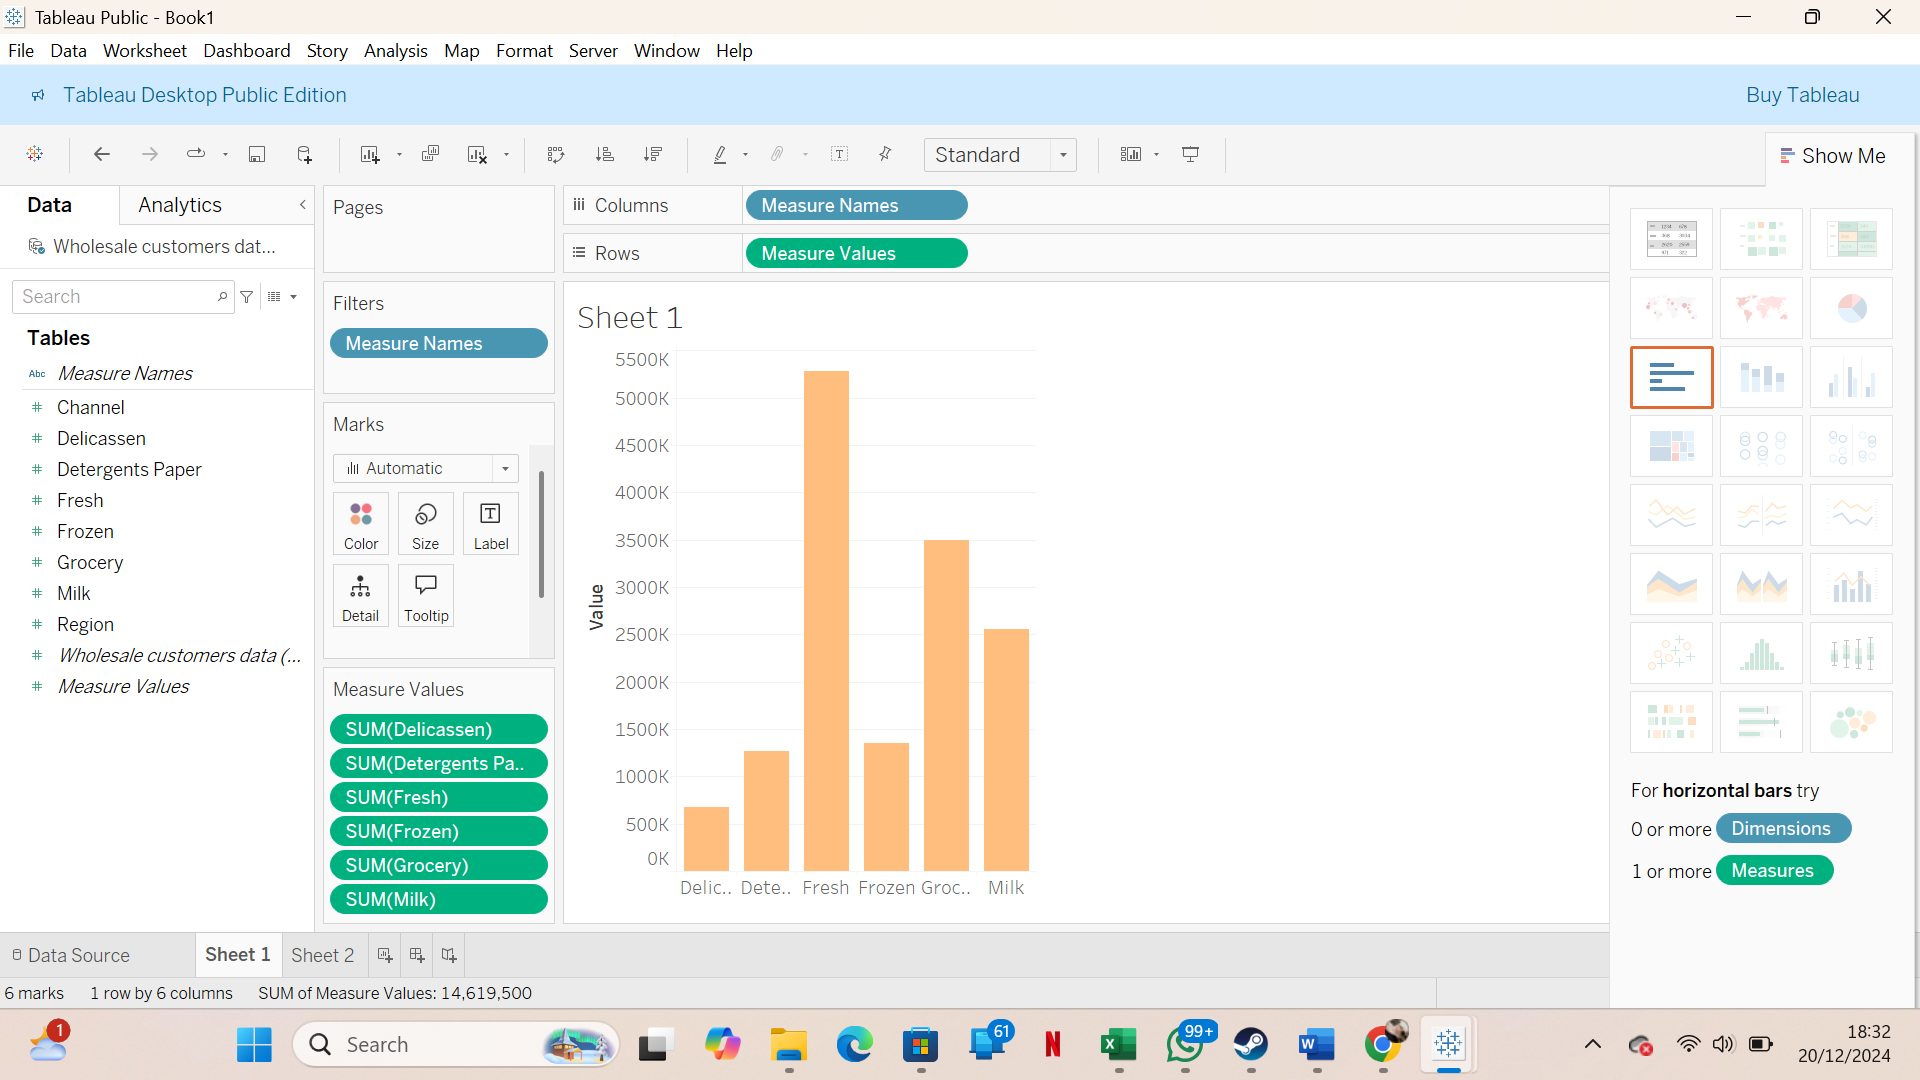 Tableau Public - Book1
File Data Worksheet Dashboard Story Analysis Map Format Server Window Help
Tableau Desktop Public Edition
Buy Tableau
Standard
Show Me
Data
Analytics
Wholesale customers dat...
Search
Tables
Abc Measure Names
# Channel
# Delicassen
# Detergents Paper
# Fresh
# Frozen
# Grocery
# Milk
# Region
# Wholesale customers data (...
# Measure Values
Pages
Filters
Measure Names
Marks
Automatic
Color Size Label
Detail Tooltip
Measure Values
SUM(Delicassen)
SUM(Detergents Pa..
SUM(Fresh)
SUM(Frozen)
SUM(Grocery)
SUM(Milk)
Columns Measure Names
Rows Measure Values
Sheet 1
5500K
5000K
4500K
4000K
3500K
3000K
2500K
2000K
1500K
1000K
500K
0K
Value
Delic.. Dete.. Fresh Frozen Groc.. Milk
For horizontal bars try
0 or more Dimensions
1 or more Measures
Data Source Sheet 1 Sheet 2
6 marks 1 row by 6 columns SUM of Measure Values: 14,619,500
1
Search
61
99+
18:32
20/12/2024